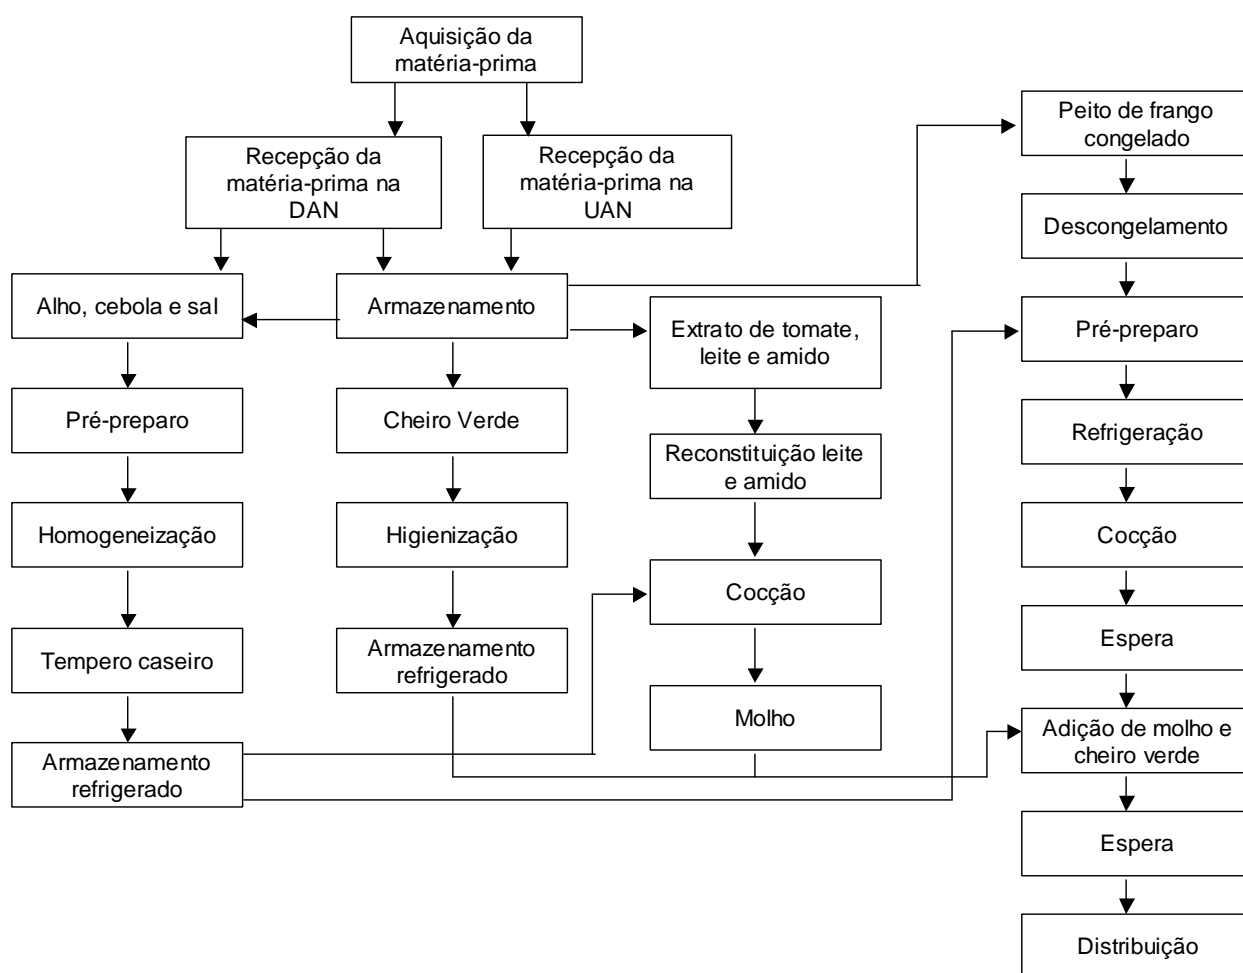 Aquisição da
matéria-prima
Recepção da
matéria-prima na
DAN
Recepção da
matéria-prima na
UAN
Alho, cebola e sal
Armazenamento
Pré-preparo
Cheiro Verde
Homogeneização
Higienização
Tempero caseiro
Armazenamento
refrigerado
Armazenamento
refrigerado
Extrato de tomate,
leite e amido
Reconstituição leite
e amido
Cocção
Molho
Peito de frango
congelado
Descongelamento
Pré-preparo
Refrigeração
Cocção
Espera
Adição de molho e
cheiro verde
Espera
Distribuição